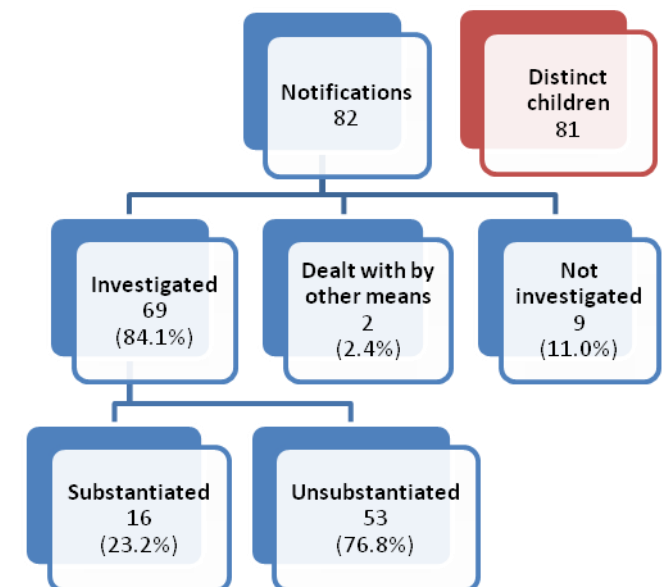 Notifications
82
Distinct
children
81
Investigated
69
(84.1%)
Dealt with by
other means
2
(2.4%)
Not
investigated
9
(11.0%)
Substantiated
16
(23.2%)
Unsubstantiated
53
(76.8%)